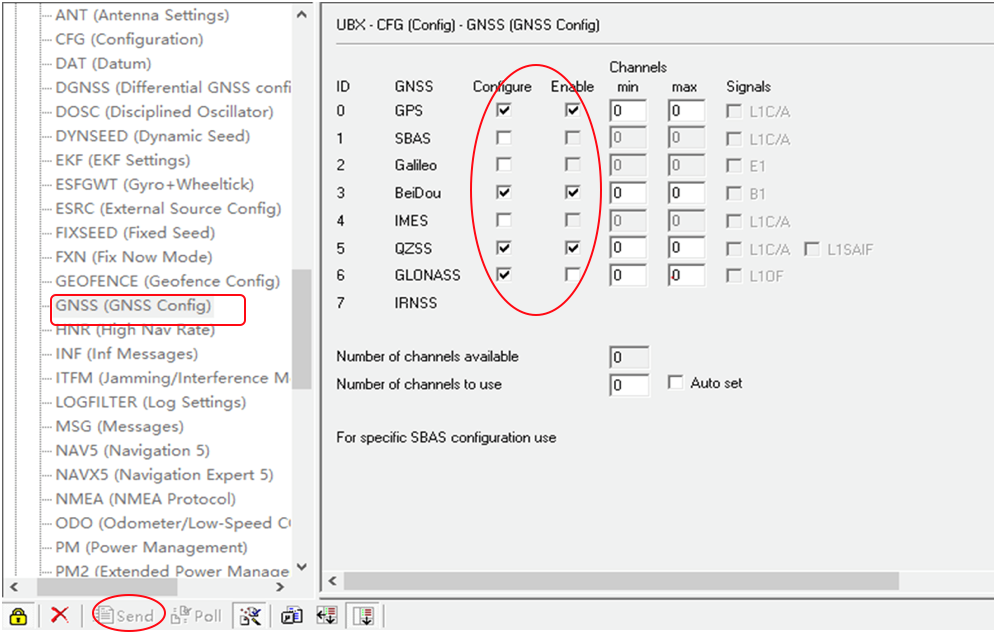 ANT (Antenna Settings)
CFG (Configuration)
DAT (Datum)
DGNSS (Differential GNSS confi
DOSC (Disciplined Oscillator)
DYNSEED (Dynamic Seed)
EKF (EKF Settings)
ESFGWT (Gyro+Wheeltick)
ESRC (External Source Config)
FIXSEED (Fixed Seed)
FXN (Fix Now Mode)
GEOFENCE (Geofence Config)
GNSS (GNSS Config)
HNR (High Nav Rate)
INF (Inf Messages)
ITFM (Jamming/Interference M
LOGFILTER (Log Settings)
MSG (Messages)
NAV5 (Navigation 5)
NAVX5 (Navigation Expert 5)
NMEA (NMEA Protocol)
ODO (Odometer/Low-Speed C
PM (Power Management)
PM2 (Extended Power Manage
Send Poll
UBX - CFG (Config) - GNSS (GNSS Config)
Channels
ID GNSS Configure Enable min max Signals
0 GPS 0 0 L1C/A
1 SBAS 0 0 L1C/A
2 Galileo 0 0 E1
3 BeiDou 0 0 B1
4 IMES 0 0 L1C/A
5 QZSS 0 0 L1C/A L1SAIF
6 GLONASS 0 0 L1OF
7 IRNSS
Number of channels available 0
Number of channels to use 0 Auto set
For specific SBAS configuration use